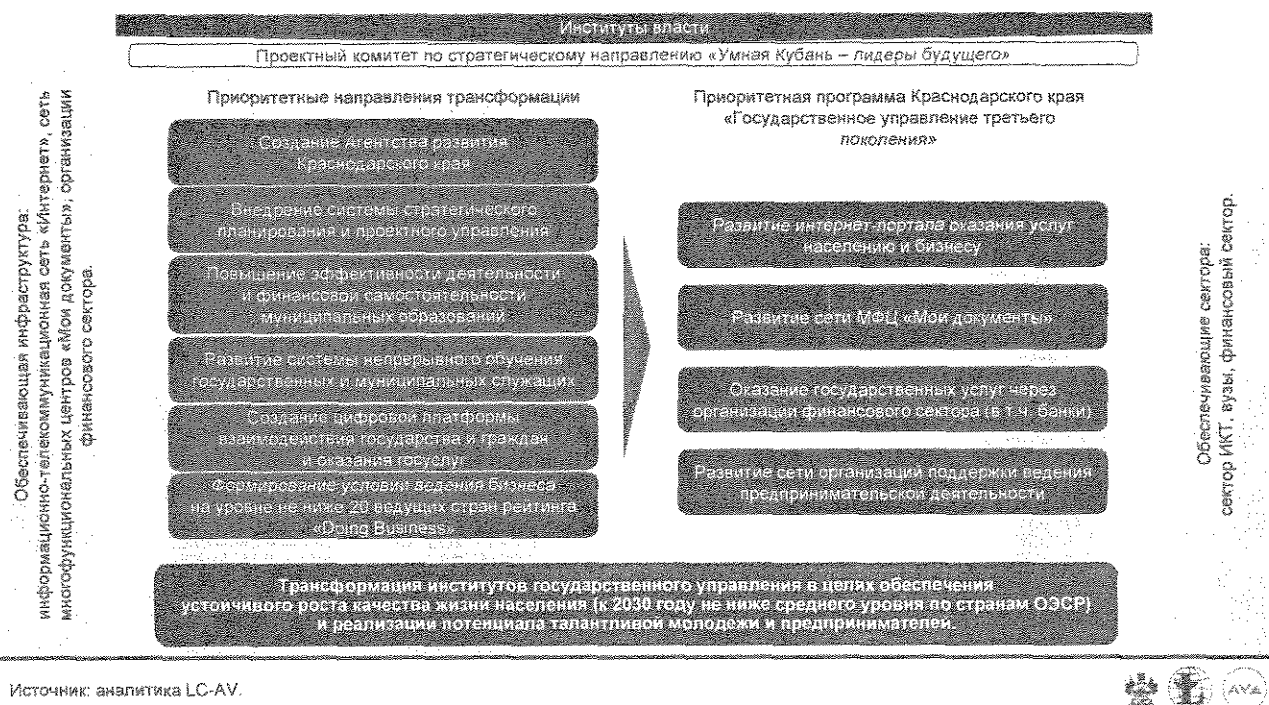 Институты власти
Проектный комитет по стратегическому направлению «Умная Кубань – лидеры будущего»
Обеспечивающая инфраструктура:
информационно-телекоммуникационная сеть «Интернет», сеть
многофункциональных центров «Мои документы», организации
финансового сектора.
Приоритетные направления трансформации
Создание Агентства развития
Краснодарского края
Внедрение системы стратегического
планирования и проектного управления
Повышение эффективности деятельности
и финансовой самостоятельности
муниципальных образований
Развитие системы непрерывного обучения
государственных и муниципальных служащих
Создание цифровой платформы
взаимодействия государства и граждан
и оказания госуслуг
Формирование условий ведения бизнеса
на уровне не ниже 20 ведущих стран рейтинга
«Doing Business»
Приоритетная программа Краснодарского края
«Государственное управление третьего
поколения»
Развитие интернет-портала оказания услуг
населению и бизнесу
Развитие сети МФЦ «Мои документы»
Оказание государственных услуг через
организации финансового сектора (в т.ч. банки)
Развитие сети организаций поддержки ведения
предпринимательской деятельности
Обеспечивающие сектора:
сектор ИКТ, вузы, финансовый сектор.
Трансформация институтов государственного управления в целях обеспечения
устойчивого роста качества жизни населения (к 2030 году не ниже среднего уровня по странам ОЭСР)
и реализации потенциала талантливой молодежи и предпринимателей.
Источник: аналитика LC-AV.